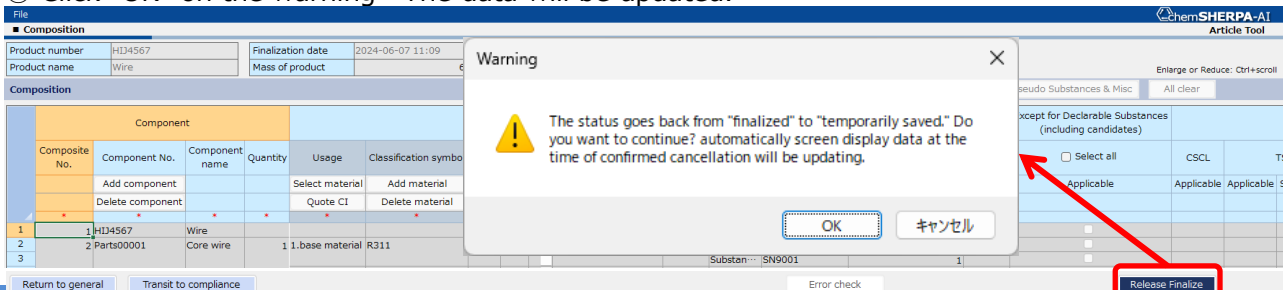 File
ChemSHERPA-AI
■ Composition
Article Tool
Product number HIJ4567 Finalization date 2024-06-07 11:09
Product name Wire Mass of product 6
Enlarge or Reduce: Ctrl+scroll
Composition
seudo Substances & Misc All clear
Warning
The status goes back from "finalized" to "temporarily saved." Do
you want to continue? automatically screen display data at the
time of confirmed cancellation will be updating.
OK キャンセル
Component
xcept for Declarable Substances
(including candidates)
Composite
No.
Component No.
Component
name
Quantity
Usage
Classification symbo
Select all
CSCL
Add component Select material Add material
Applicable Applicable Applicable
Delete component Quote CI Delete material
* * * * * *
1 1 HIJ4567 Wire
2 2 Parts00001 Core wire 1 1.base material R311
3 Substan··· SN9001 1
Return to general Transit to compliance Error check Release Finalize